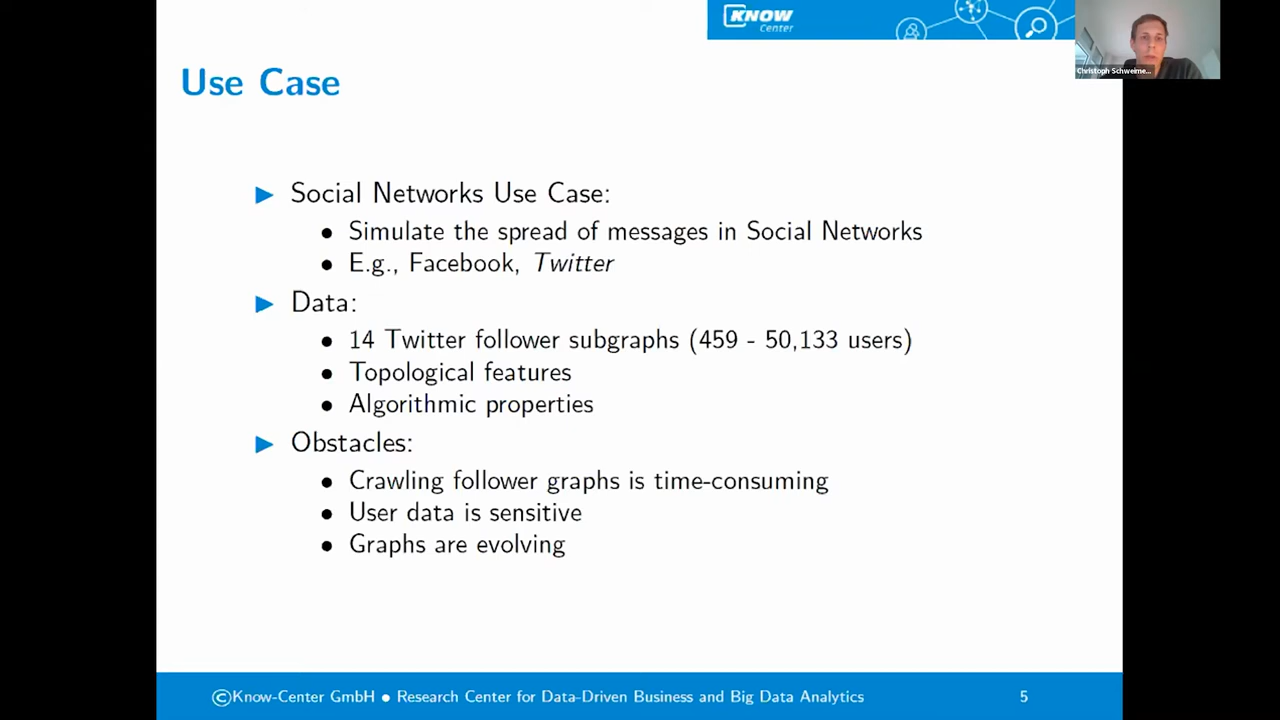 KNOW
Center
Christoph Schweime...
Use Case
Social Networks Use Case:
Simulate the spread of messages in Social Networks
E.g., Facebook, Twitter
Data:
14 Twitter follower subgraphs (459 - 50,133 users)
Topological features
Algorithmic properties
Obstacles:
Crawling follower graphs is time-consuming
User data is sensitive
Graphs are evolving
©Know-Center GmbH • Research Center for Data-Driven Business and Big Data Analytics 5